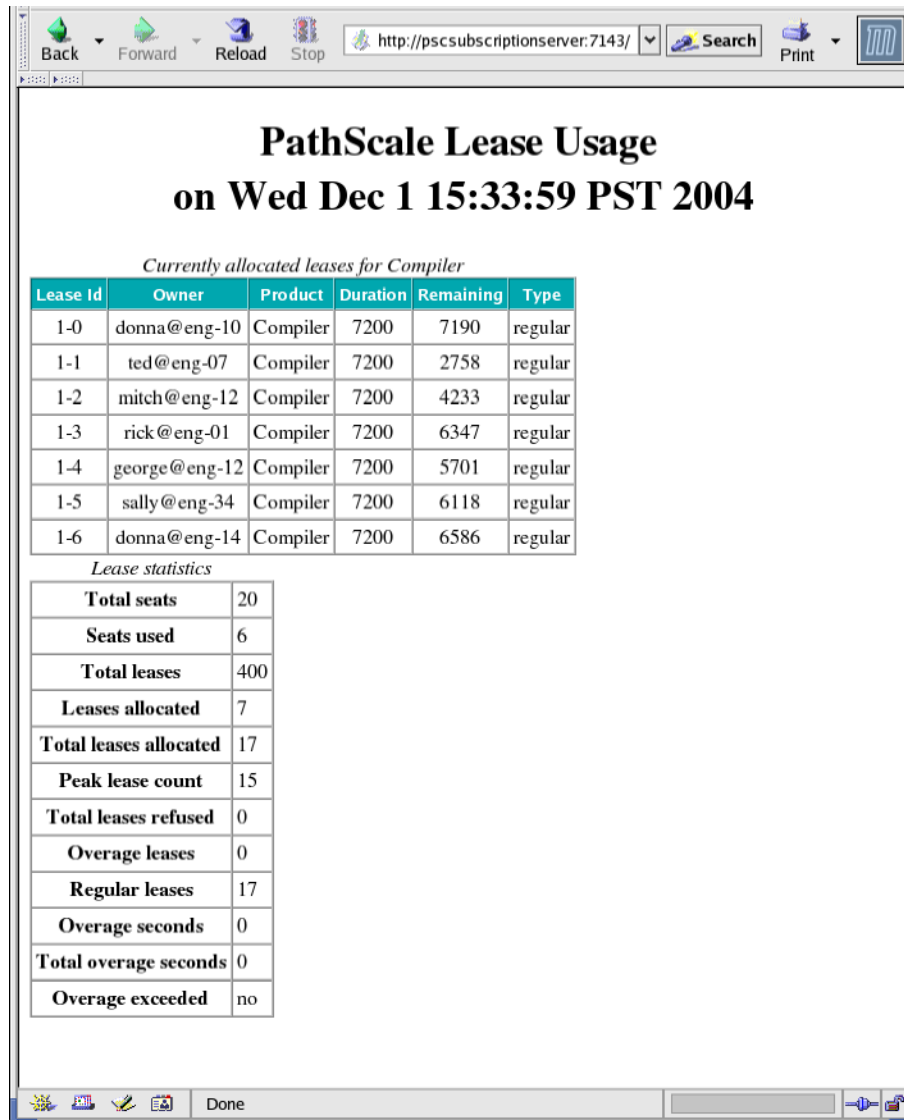 Back Forward Reload Stop http://pscsubscriptionserver:7143/ Search Print m
PathScale Lease Usage
on Wed Dec 1 15:33:59 PST 2004
Currently allocated leases for Compiler
Lease Id Owner Product Duration Remaining Type
1-0 donna@eng-10 Compiler 7200 7190 regular
1-1 ted@eng-07 Compiler 7200 2758 regular
1-2 mitch@eng-12 Compiler 7200 4233 regular
1-3 rick@eng-01 Compiler 7200 6347 regular
1-4 george@eng-12 Compiler 7200 5701 regular
1-5 sally@eng-34 Compiler 7200 6118 regular
1-6 donna@eng-14 Compiler 7200 6586 regular
Lease statistics
Total seats 20
Seats used 6
Total leases 400
Leases allocated 7
Total leases allocated 17
Peak lease count 15
Total leases refused 0
Overage leases 0
Regular leases 17
Overage seconds 0
Total overage seconds 0
Overage exceeded no
Done